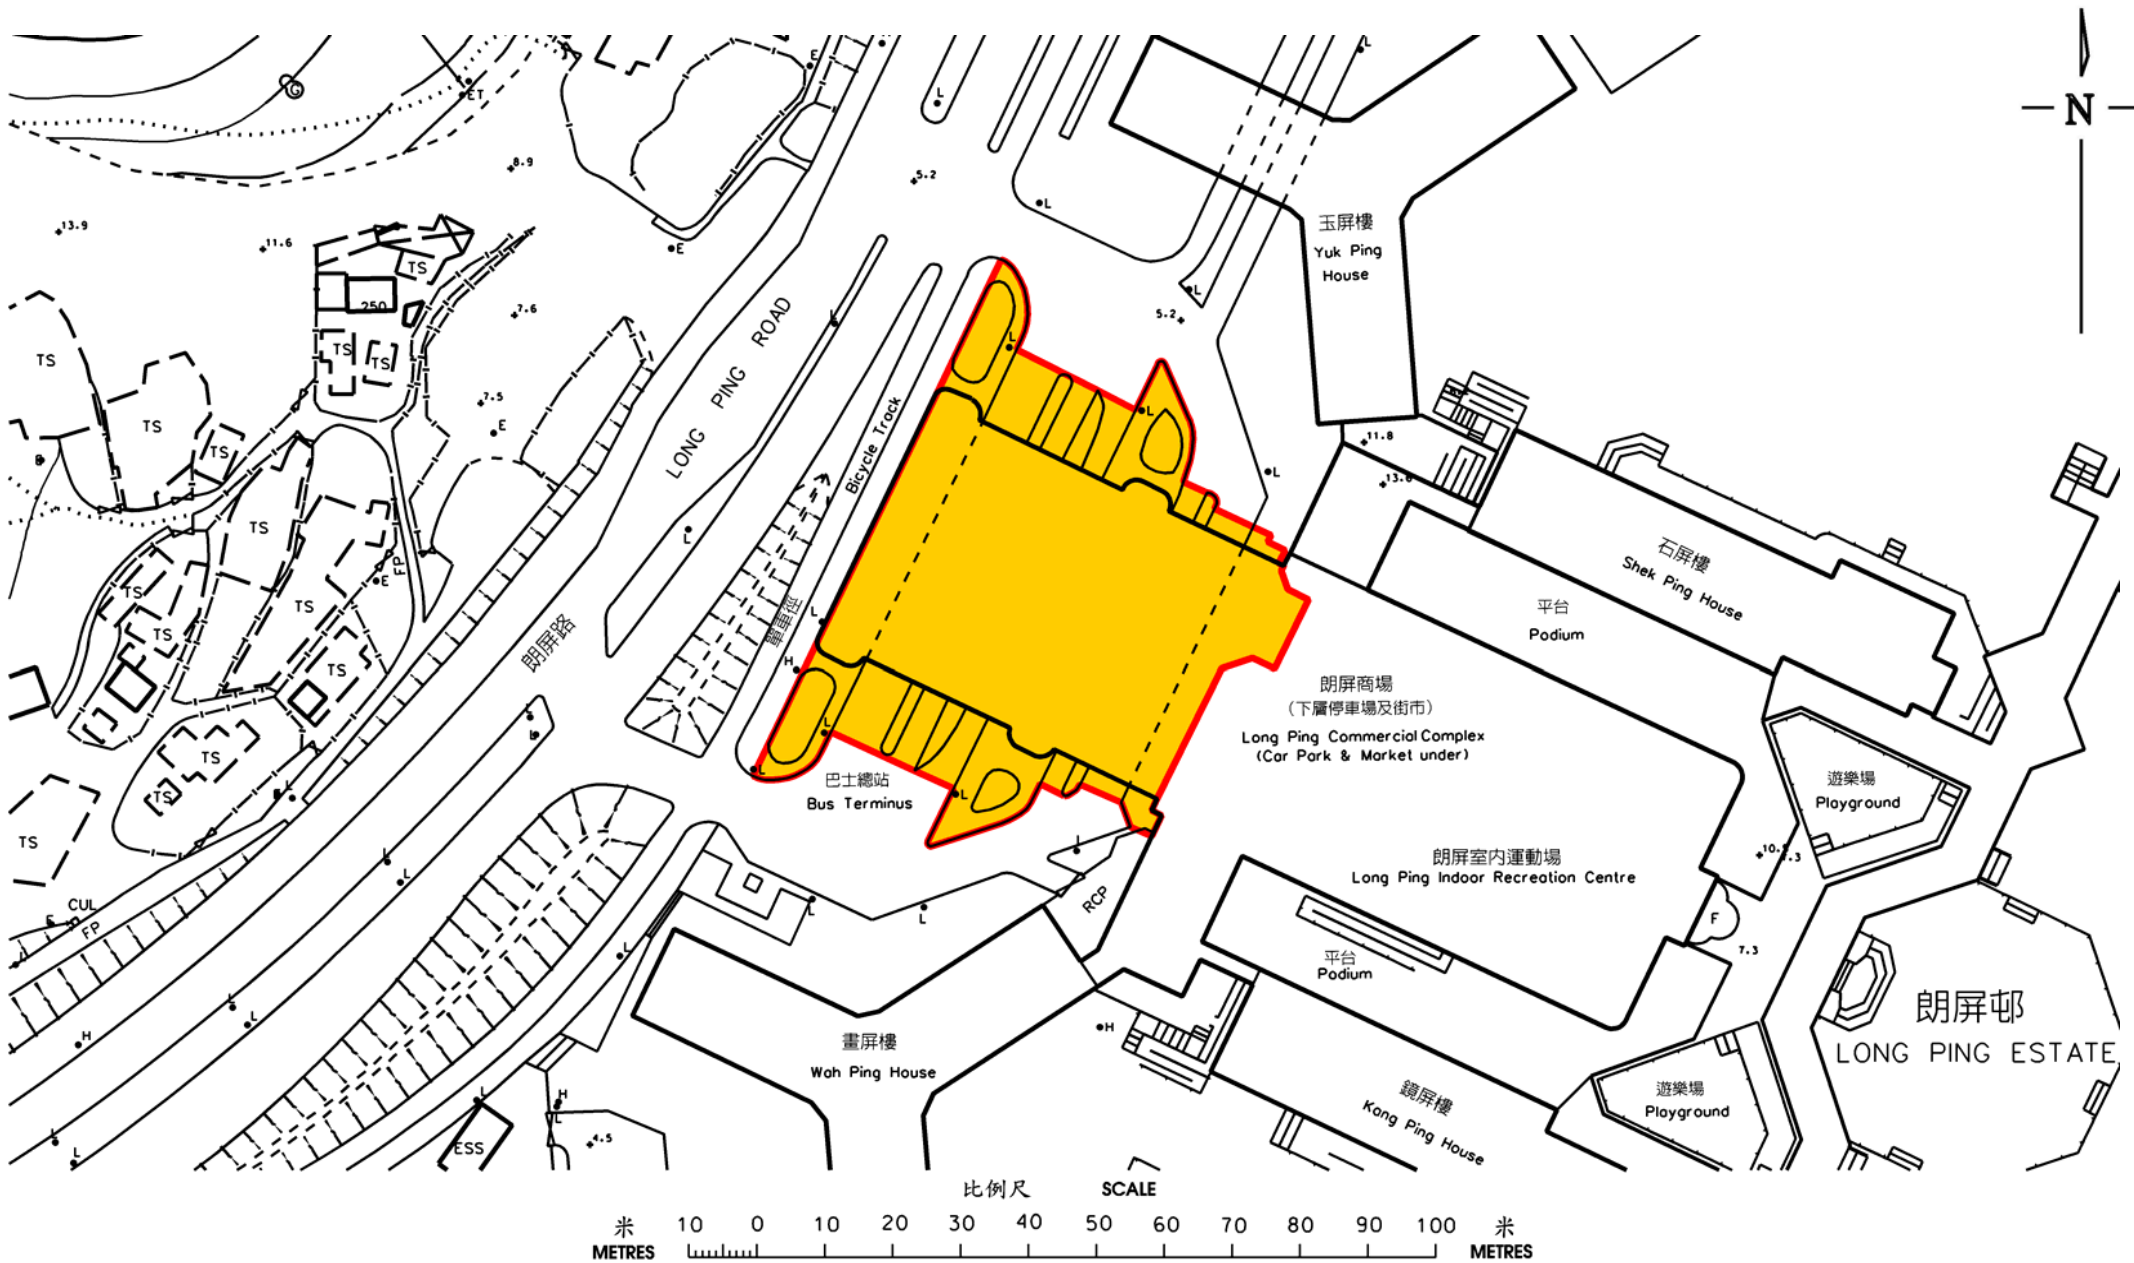 N
G
ET
E
L
L
L
8.9
5.2
L
13.9
11.6
E
玉屏樓
Yuk Ping
House
TS
250
7.6
5.2
L
L
L
LONG PING ROAD
TS
TS
TS
TS
TS
7.5
E
L
L
11.8
13.6
L
Bicycle Track
L
TS
FP
E
TS
TS
TS
TS
石屏樓
Shek Ping House
平台
Podium
單車徑
L
H
朗屏路
朗屏商場
(下層停車場及街市)
Long Ping Commercial Complex
(Car Park & Market under)
L
L
L
TS
TS
TS
L
巴士總站
Bus Terminus
L
遊樂場
Playground
L
L
L
朗屏室內運動場
Long Ping Indoor Recreation Centre
7.3
RCP
CUL
FP
E
L
L
L
F
7.3
平台
Podium
L
L
H
朗屏邨
LONG PING ESTATE
畫屏樓
Wah Ping House
H
鏡屏樓
Kang Ping House
遊樂場
Playground
L
H
L
ESS
4.5
L
L
比例尺 SCALE
米 10 0 10 20 30 40 50 60 70 80 90 100 米
METRES METRES